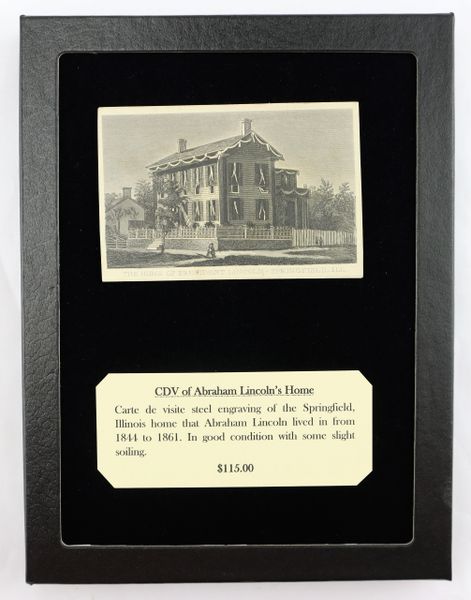 THE HOME OF PRESIDENT LINCOLN, SPRINGFIELD, ILL.
CDV of Abraham Lincoln's Home
Carte de visite steel engraving of the Springfield,
Illinois home that Abraham Lincoln lived in from
1844 to 1861. In good condition with some slight
soiling.
$115.00